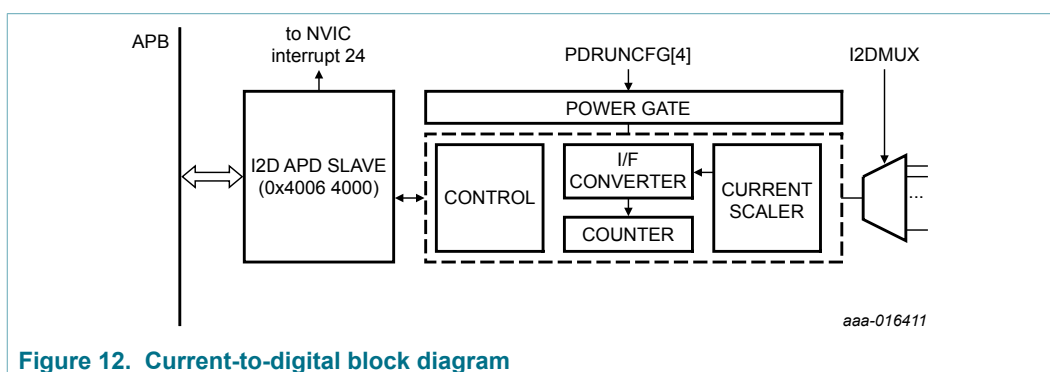 APB
to NVIC
interrupt 24
PDRUNCFG[4]
I2DMUX
POWER GATE
I2D APD SLAVE
(0x4006 4000)
CONTROL
I/F
CONVERTER
COUNTER
CURRENT
SCALER
...
aaa-016411
Figure 12. Current-to-digital block diagram